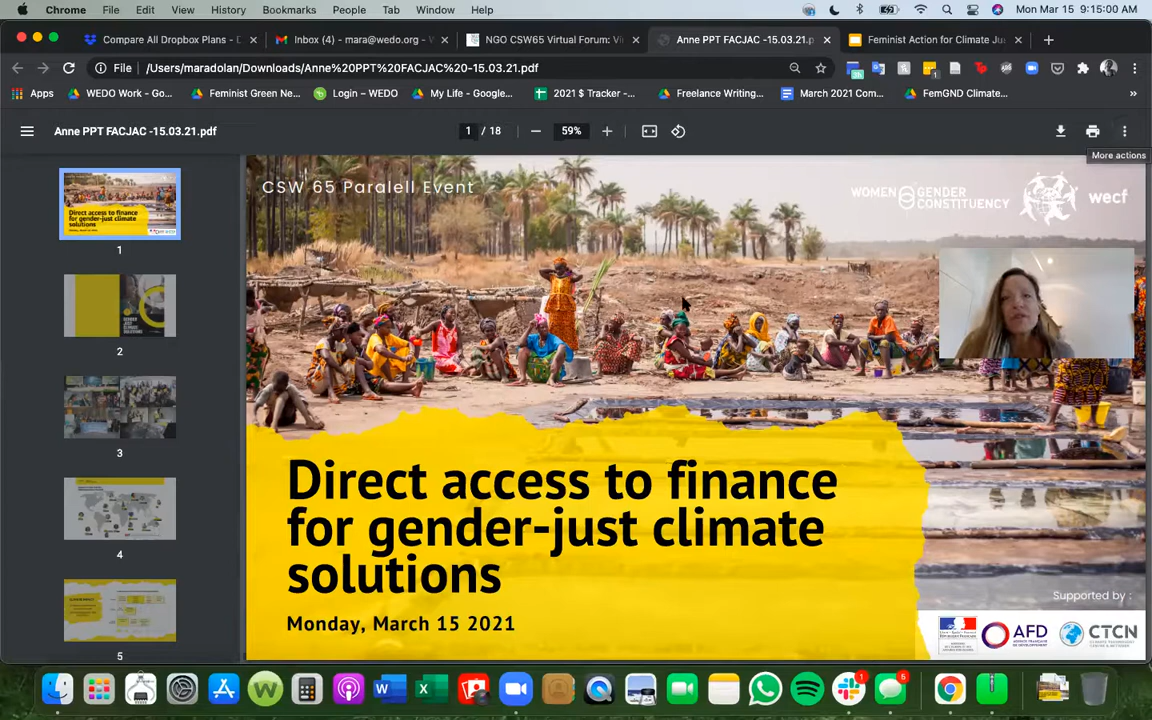 Chrome File Edit View History Bookmarks People Tab Window Help Mon Mar 15 9:15:00 AM
Compare All Dropbox Plans - D Inbox (4) - mara@wedo.org - W NGO CSW65 Virtual Forum: Vi Anne PPT FACJAC -15.03.21.p Feminist Action for Climate Jus
File /Users/maradolan/Downloads/Anne%20PPT%20FACJAC%20-15.03.21.pdf
Apps WEDO Work - Go... Feminist Green Ne... Login – WEDO My Life - Google... 2021 $ Tracker -... Freelance Writing... March 2021 Com... FemGND Climate... »
Anne PPT FACJAC -15.03.21.pdf 1 / 18 59%
More actions
CSW 65 Paralell Event
WOMEN GENDER
CONSTITUENCY
wecf
1
2
3
4
5
Direct access to finance
for gender-just climate
solutions
Monday, March 15 2021
Supported by :
AFD
CTCN